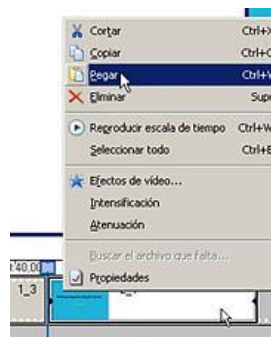 Cortar Ctrl+X
Copiar Ctrl+C
Pegar Ctrl+V
Eliminar Sup
Reproducir escala de tiempo Ctrl+W
Seleccionar todo Ctrl+E
Efectos de vídeo...
Intensificación
Atenuación
Buscar el archivo que falta...
Propiedades
1_3